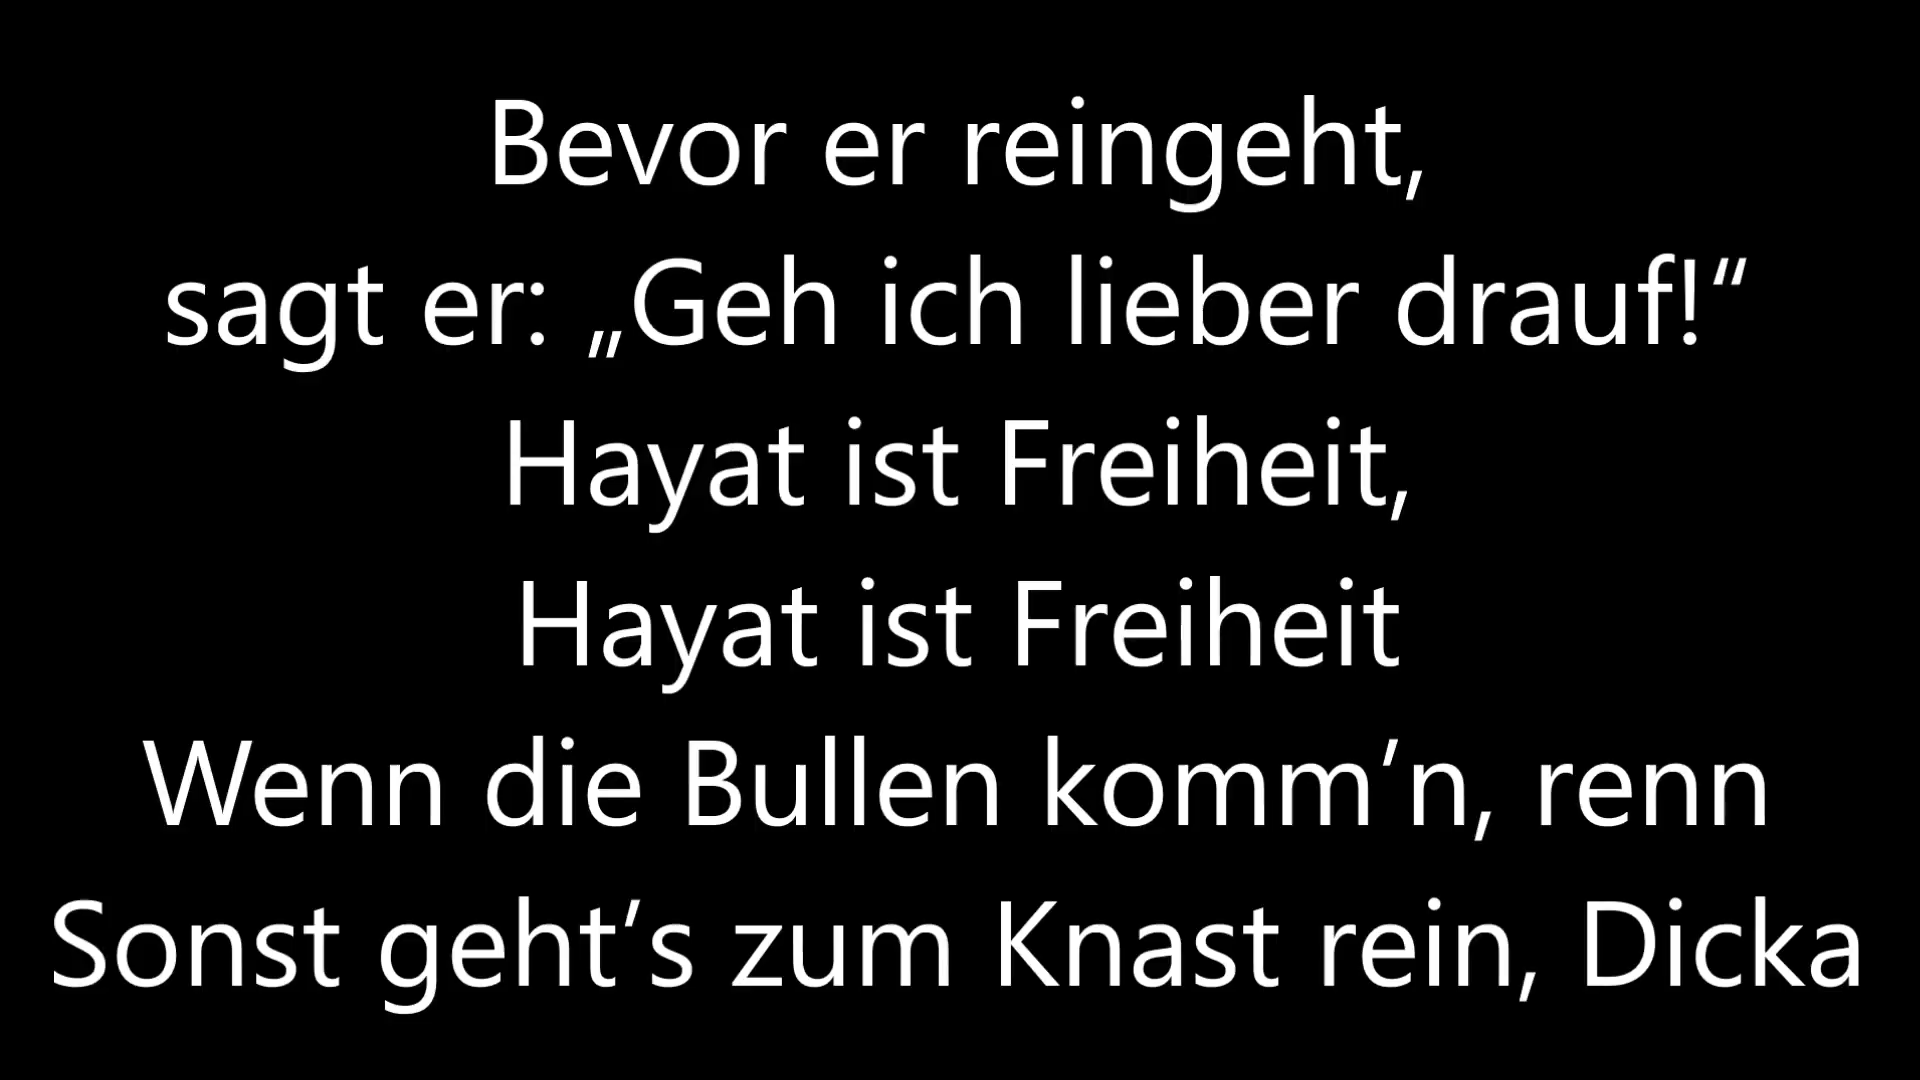 Bevor er reingeht,
sagt er: „Geh ich lieber drauf!“
Hayat ist Freiheit,
Hayat ist Freiheit
Wenn die Bullen komm’n, renn
Sonst geht’s zum Knast rein, Dicka